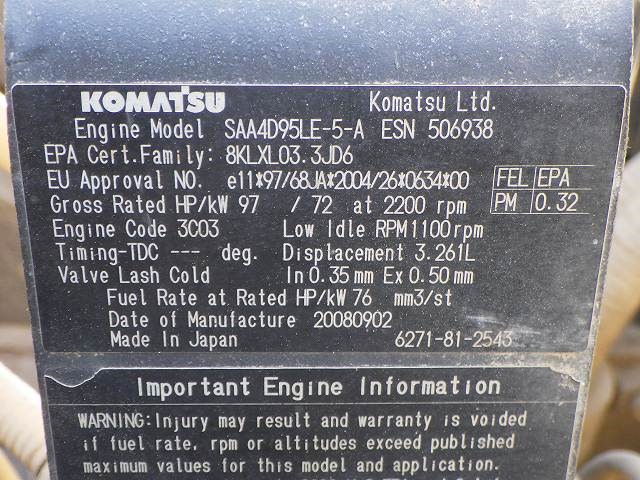 KOMATSU Komatsu Ltd.
Engine Model SAA4D95LE-5-A ESN 506938
EPA Cert.Family: 8KLXL03.3JD6
EU Approval NO. e11*97/68JA*2004/26*0634*00 FEL EPA
Gross Rated HP/kW 97 / 72 at 2200 rpm PM 0.32
Engine Code 3C03 Low Idle RPM1100rpm
Timing-TDC --- deg. Displacement 3.261L
Valve Lash Cold In 0.35 mm Ex 0.50 mm
Fuel Rate at Rated HP/kW 76 mm3/st
Date of Manufacture 20080902
Made In Japan 6271-81-2543
Important Engine Information
WARNING:Injury may result and warranty is voided
if fuel rate, rpm or altitudes exceed published
maximum values for this model and application.